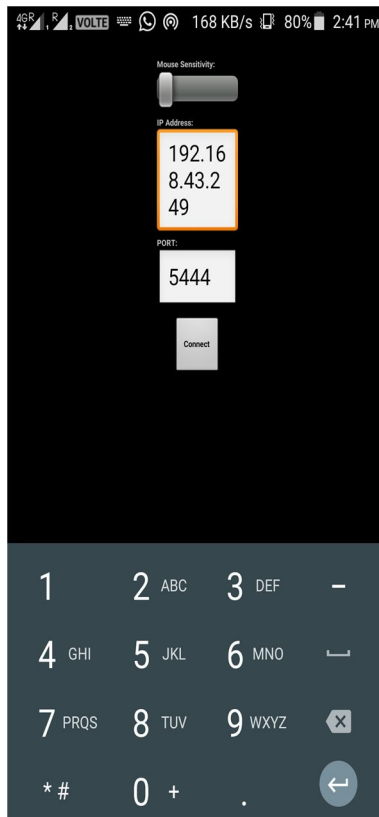 4GR 1 R 2 VOLTE 168 KB/s 80% 2:41 PM
Mouse Sensitivity:
IP Address:
192.16
8.43.2
49
PORT:
5444
Connect
1 2 ABC 3 DEF –
4 GHI 5 JKL 6 MNO
7 PRQS 8 TUV 9 WXYZ
* # 0 + .